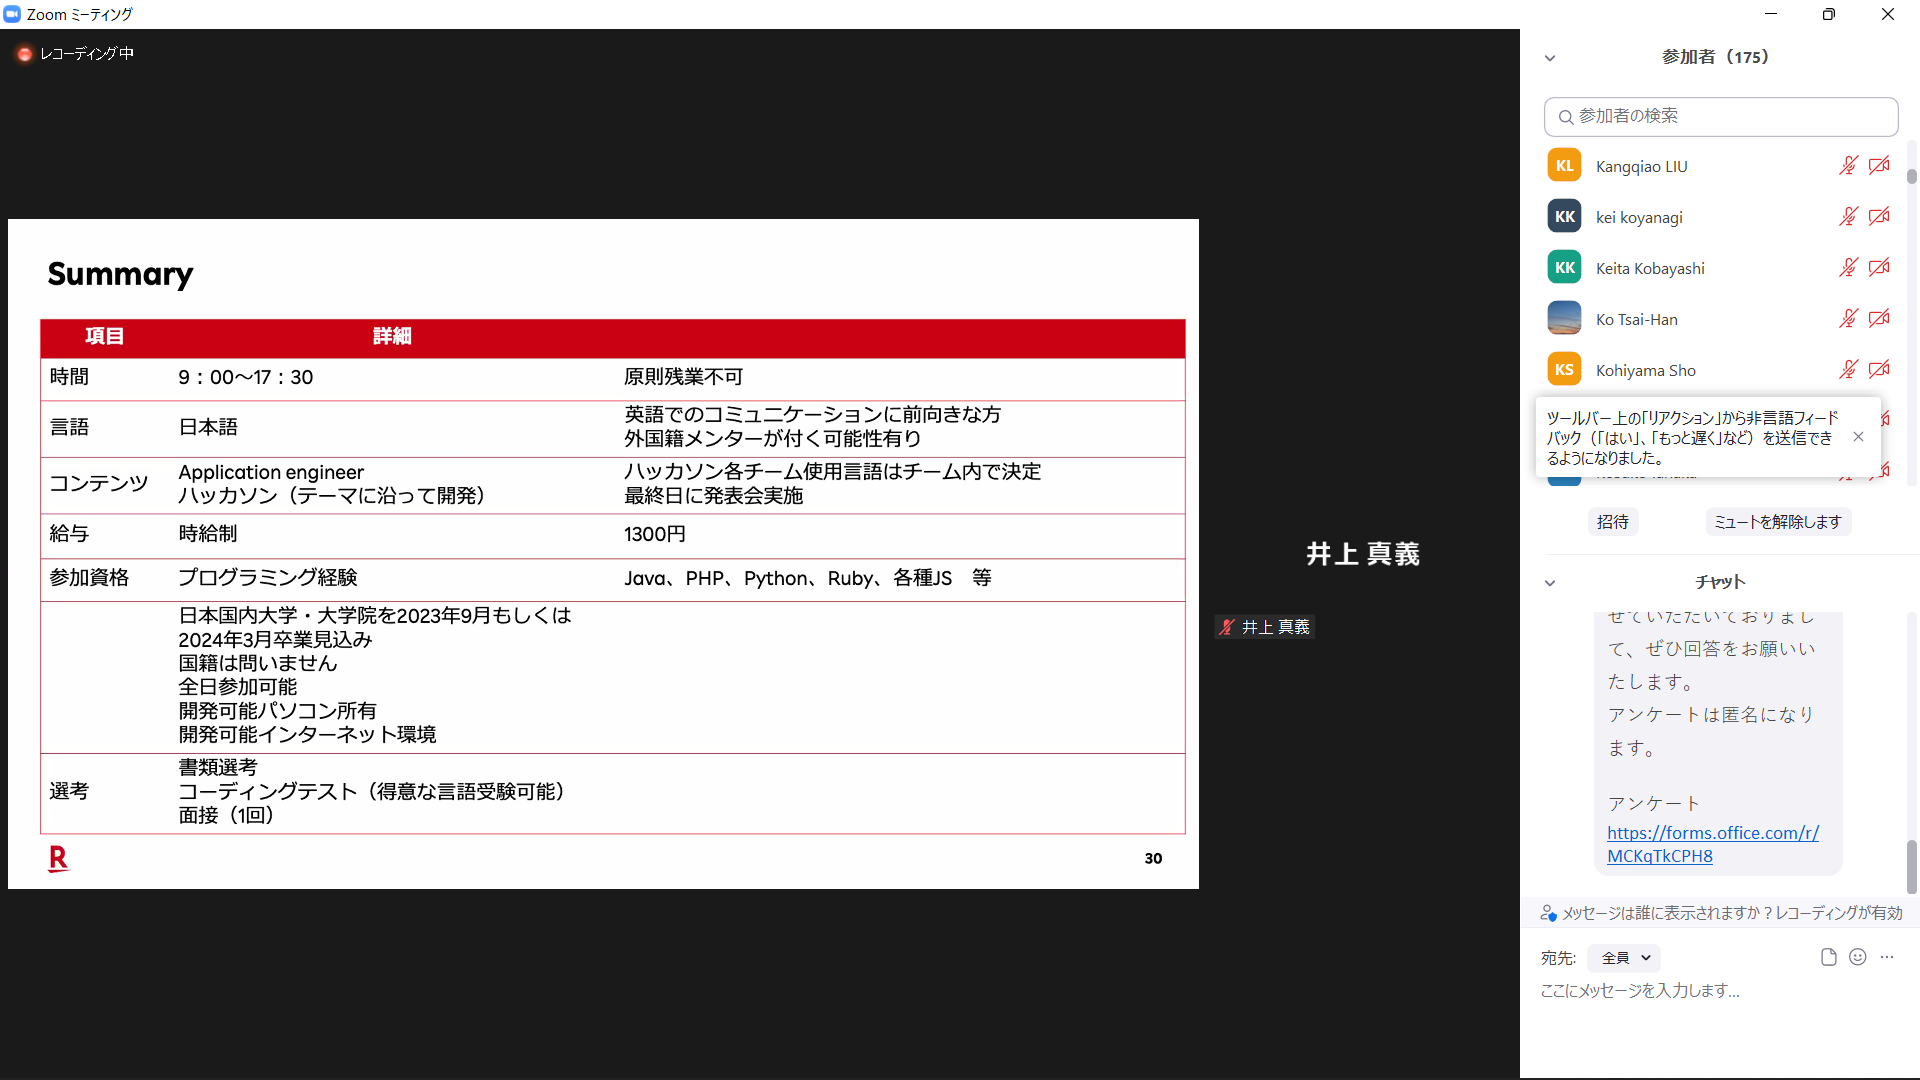 Zoom ミーティング
レコーディング中
Summary
項目 詳細
時間 9：00～17：30 原則残業不可
言語 日本語 英語でのコミュニケーションに前向きな方
外国籍メンターが付く可能性有り
コンテンツ Application engineer ハッカソン各チーム使用言語はチーム内で決定
ハッカソン（テーマに沿って開発） 最終日に発表会実施
給与 時給制 1300円
参加資格 プログラミング経験 Java、PHP、Python、Ruby、各種JS　等
日本国内大学・大学院を2023年9月もしくは
2024年3月卒業見込み
国籍は問いません
全日参加可能
開発可能パソコン所有
開発可能インターネット環境
選考 書類選考
コーディングテスト（得意な言語受験可能）
面接（1回）
R
30
井上 真義
井上 真義
参加者（175）
参加者の検索
KL Kangqiao LIU
KK kei koyanagi
KK Keita Kobayashi
Ko Tsai-Han
KS Kohiyama Sho
ツールバー上の「リアクション」から非言語フィード
バック（「はい」、「もっと遅く」など）を送信でき
るようになりました。
招待 ミュートを解除します
チャット
せていただいておりまし
て、ぜひ回答をお願いい
たします。
アンケートは匿名になり
ます。
アンケート
https://forms.office.com/r/
MCKqTkCPH8
メッセージは誰に表示されますか？レコーディングが有効
宛先: 全員
ここにメッセージを入力します...